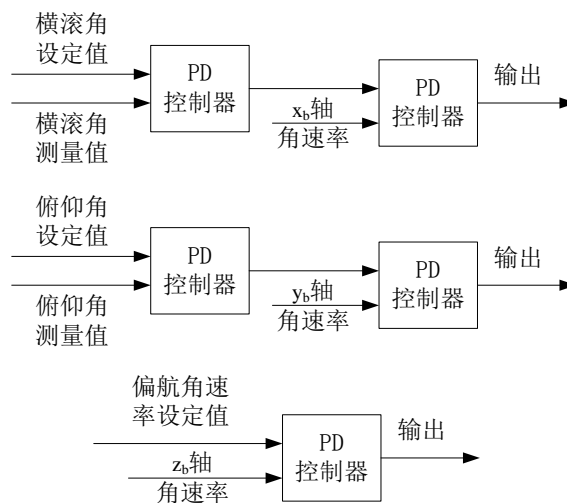 横滚角
设定值
横滚角
测量值
PD
控制器
x_b轴
角速率
PD
控制器
输出
俯仰角
设定值
俯仰角
测量值
PD
控制器
y_b轴
角速率
PD
控制器
输出
偏航角速
率设定值
z_b轴
角速率
PD
控制器
输出